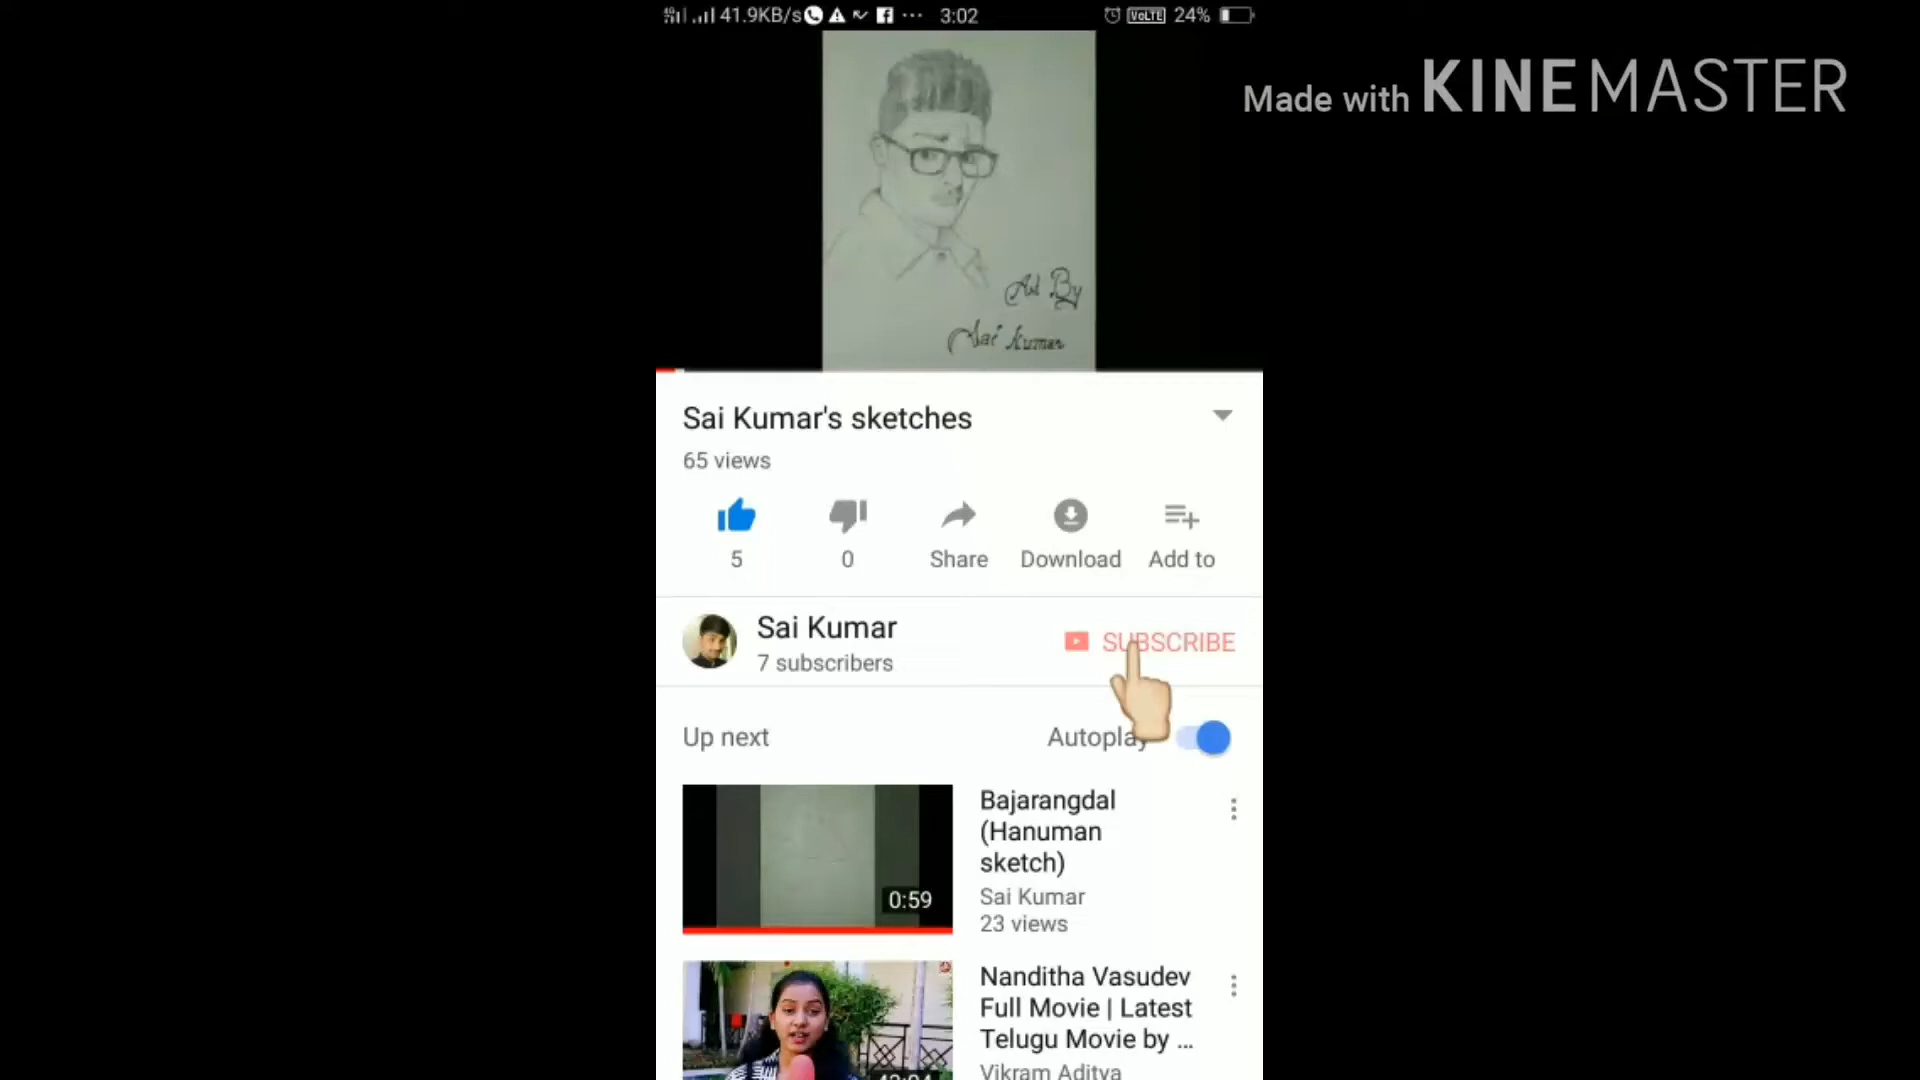 41.9KB/s ... 3:02 VoLTE 24%
Made with KINEMASTER
Art By
Sai Kumar
Sai Kumar's sketches
65 views
5 0 Share Download Add to
Sai Kumar
7 subscribers
SUBSCRIBE
Up next Autoplay
Bajarangdal
(Hanuman
sketch)
Sai Kumar
23 views
0:59
Nanditha Vasudev
Full Movie | Latest
Telugu Movie by ...
Vikram Aditya